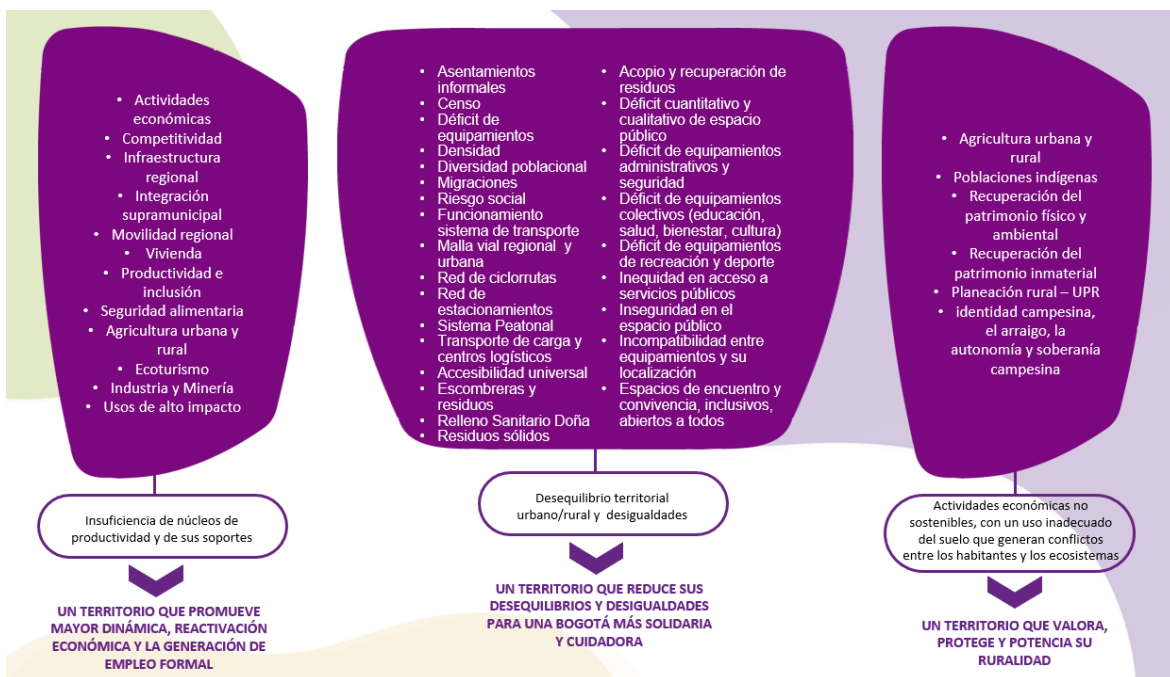 • Actividades
económicas
• Competitividad
• Infraestructura
regional
• Integración
supramunicipal
• Movilidad regional
• Vivienda
• Productividad e
inclusión
• Seguridad alimentaria
• Agricultura urbana y
rural
• Ecoturismo
• Industria y Minería
• Usos de alto impacto
Insuficiencia de núcleos de
productividad y de sus soportes
UN TERRITORIO QUE PROMUEVE
MAYOR DINÁMICA, REACTIVACIÓN
ECONÓMICA Y LA GENERACIÓN DE
EMPLEO FORMAL
• Asentamientos
informales
• Censo
• Déficit de
equipamientos
• Densidad
• Diversidad poblacional
• Migraciones
• Riesgo social
• Funcionamiento
sistema de transporte
• Malla vial regional y
urbana
• Red de ciclorrutas
• Red de
estacionamientos
• Sistema Peatonal
• Transporte de carga y
centros logísticos
• Accesibilidad universal
• Escombreras y
residuos
• Relleno Sanitario Doña
• Residuos sólidos
• Acopio y recuperación de
residuos
• Déficit cuantitativo y
cualitativo de espacio
público
• Déficit de equipamientos
administrativos y
seguridad
• Déficit de equipamientos
colectivos (educación,
salud, bienestar, cultura)
• Déficit de equipamientos
de recreación y deporte
• Inequidad en acceso a
servicios públicos
• Inseguridad en el
espacio público
• Incompatibilidad entre
equipamientos y su
localización
• Espacios de encuentro y
convivencia, inclusivos,
abiertos a todos
Desequilibrio territorial
urbano/rural y desigualdades
UN TERRITORIO QUE REDUCE SUS
DESEQUILIBRIOS Y DESIGUALDADES
PARA UNA BOGOTÁ MÁS SOLIDARIA
Y CUIDADORA
• Agricultura urbana y
rural
• Poblaciones indígenas
• Recuperación del
patrimonio físico y
ambiental
• Recuperación del
patrimonio inmaterial
• Planeación rural – UPR
• identidad campesina,
el arraigo, la
autonomía y soberanía
campesina
Actividades económicas no
sostenibles, con un uso inadecuado
del suelo que generan conflictos
entre los habitantes y los ecosistemas
UN TERRITORIO QUE VALORA,
PROTEGE Y POTENCIA SU
RURALIDAD